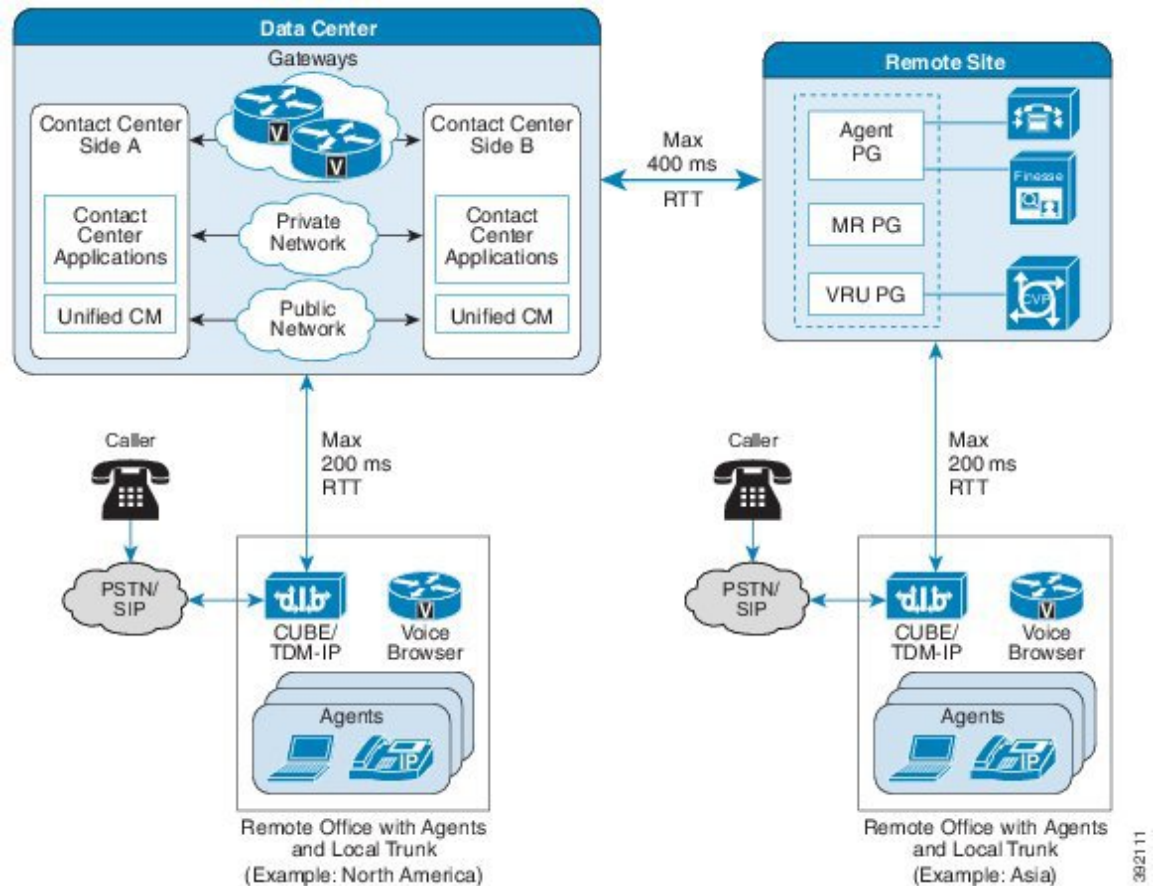 Data Center
Gateways
Contact Center
Side A
V
V
Contact Center
Side B
Contact
Center
Applications
Private
Network
Contact
Center
Applications
Unified CM
Public
Network
Unified CM
Max
400 ms
RTT
Remote Site
Agent
PG
Finesse
MR PG
VRU PG
CVP
Caller
Max
200 ms
RTT
PSTN/
SIP
CUBE/
TDM-IP
V
Voice
Browser
Agents
IP
Remote Office with Agents
and Local Trunk
(Example: North America)
Caller
Max
200 ms
RTT
PSTN/
SIP
CUBE/
TDM-IP
V
Voice
Browser
Agents
IP
Remote Office with Agents
and Local Trunk
(Example: Asia)
392111